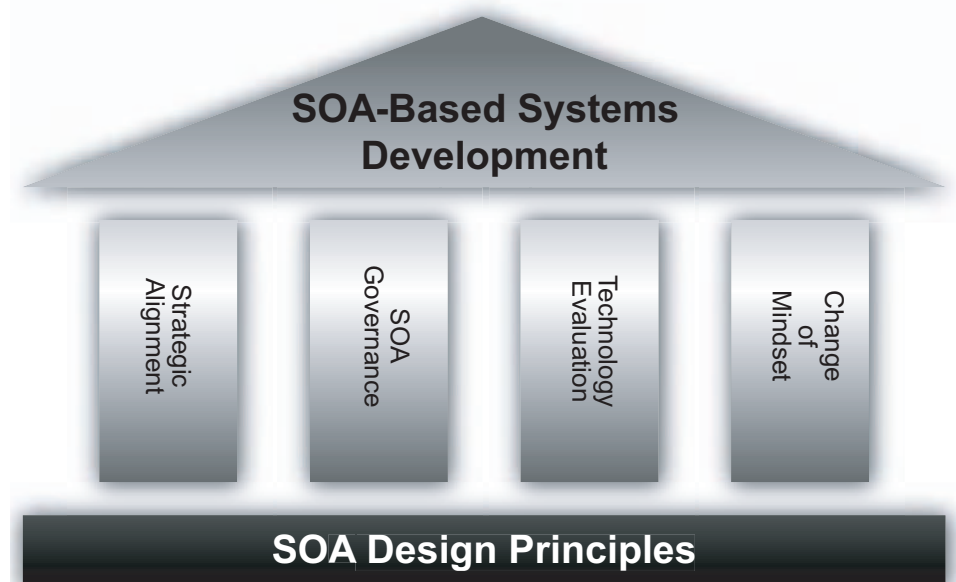 SOA-Based Systems
Development
Strategic
Alignment
SOA
Governance
Technology
Evaluation
Change
of
Mindset
SOA Design Principles